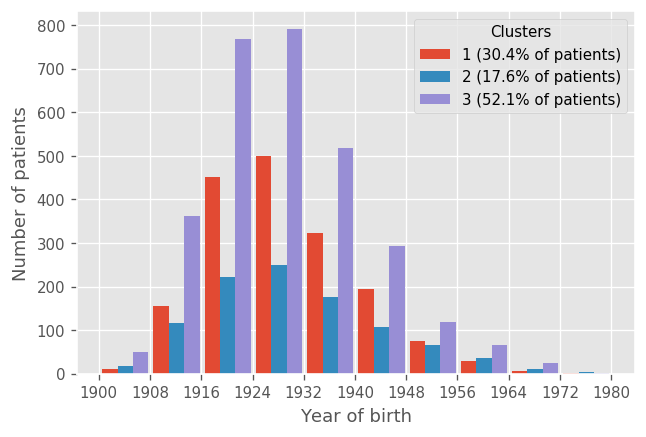 Clusters
1 (30.4% of patients)
2 (17.6% of patients)
3 (52.1% of patients)
Number of patients
800
700
600
500
400
300
200
100
0
1900 1908 1916 1924 1932 1940 1948 1956 1964 1972 1980
Year of birth